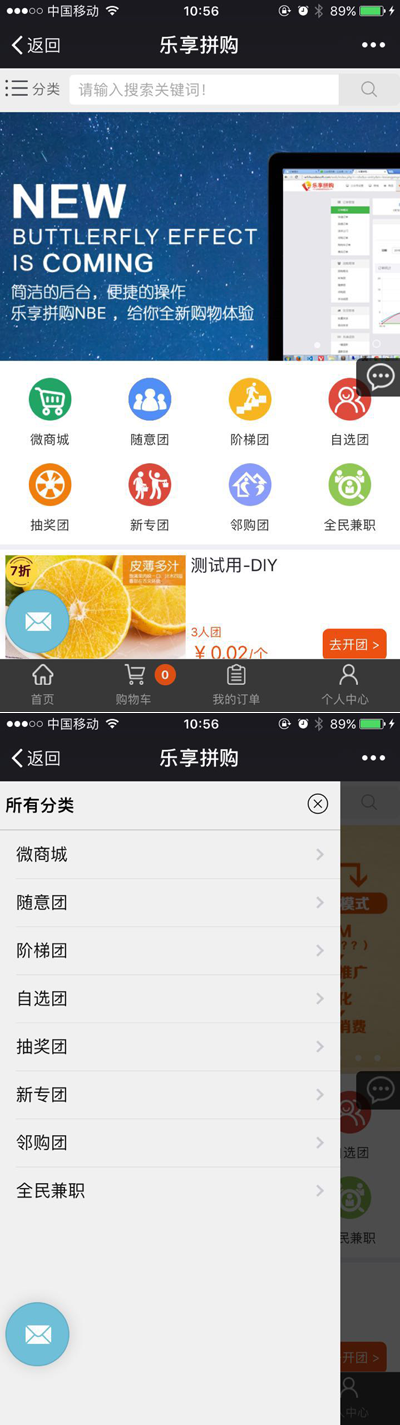 ●●●○○ 中国移动 10:56 89%
返回 乐享拼购 •••
分类 请输入搜索关键词！
NEW
BUTTLERFLY EFFECT
IS COMING
简洁的后台，便捷的操作
乐享拼购NBE ，给你全新购物体验
乐享拼购
微商城 随意团 阶梯团 自选团
抽奖团 新专团 邻购团 全民兼职
7折
皮薄多汁
测试用-DIY
3人团
¥ 0.02/个
去开团 >
0
首页 购物车 我的订单 个人中心
●●●○○ 中国移动 10:56 89%
返回 乐享拼购 •••
所有分类
微商城
随意团
阶梯团
自选团
抽奖团
新专团
邻购团
全民兼职
模式
M
??）
推广
化
消费
选团
民兼职
去开团 >
人中心